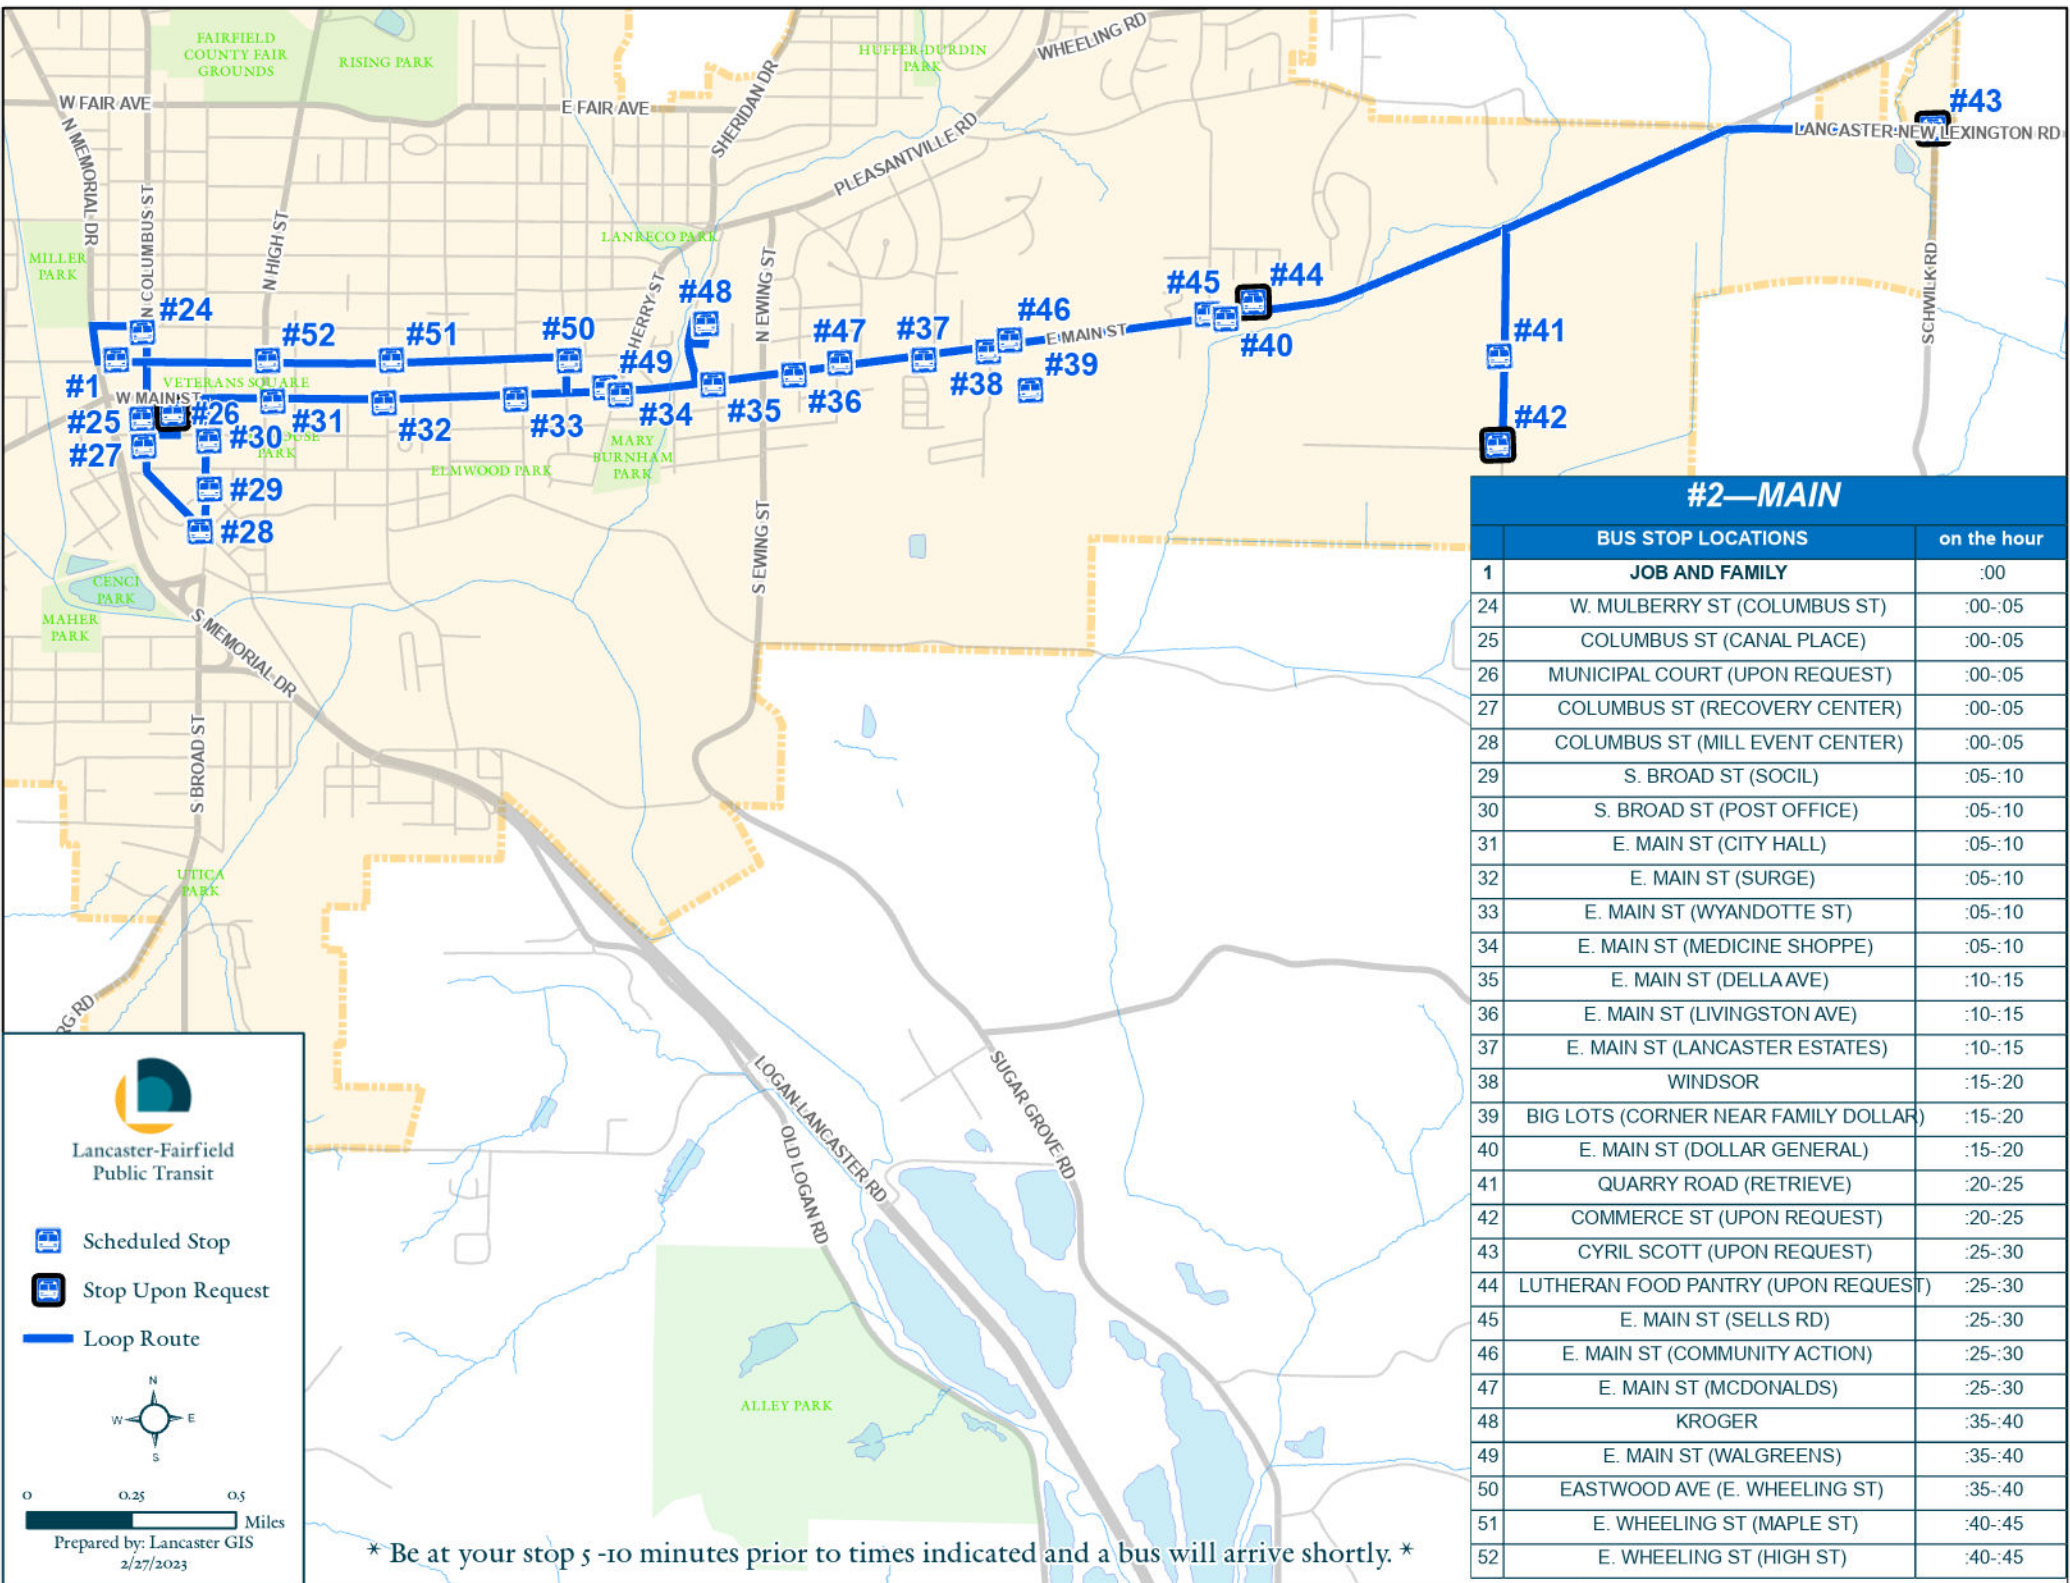 FAIRFIELD
COUNTY FAIR
GROUNDS
RISING PARK
HUFFER-DURDIN
PARK
WHEELING RD
W FAIR AVE
E FAIR AVE
SHERIDAN DR
PLEASANTVILLE RD
#43
LANCASTER-NEW LEXINGTON RD
N MEMORIAL DR
N COLUMBUS ST
N HIGH ST
LANRECO PARK
N EWING ST
SCHWILK RD
MILLER
PARK
#24
#52
#51
#50
HERRY ST
#48
#47
#37
#46
#45
#44
E MAIN ST
#40
#41
#1
VETERANS SQUARE
W MAIN ST
#49
#38
#39
#25
#26
#31
#32
#33
#34
#35
#36
#42
#27
#30
OUSE
PARK
ELMWOOD PARK
MARY
BURNHAM
PARK
#29
#28
S EWING ST
CENCI
PARK
MAHER
PARK
S MEMORIAL DR
S BROAD ST
UTICA
PARK
RG RD
LOGAN-LANCASTER RD
OLD LOGAN RD
SUGAR GROVE RD
ALLEY PARK
#2—MAIN
BUS STOP LOCATIONS on the hour
1 JOB AND FAMILY :00
24 W. MULBERRY ST (COLUMBUS ST) :00-:05
25 COLUMBUS ST (CANAL PLACE) :00-:05
26 MUNICIPAL COURT (UPON REQUEST) :00-:05
27 COLUMBUS ST (RECOVERY CENTER) :00-:05
28 COLUMBUS ST (MILL EVENT CENTER) :00-:05
29 S. BROAD ST (SOCIL) :05-:10
30 S. BROAD ST (POST OFFICE) :05-:10
31 E. MAIN ST (CITY HALL) :05-:10
32 E. MAIN ST (SURGE) :05-:10
33 E. MAIN ST (WYANDOTTE ST) :05-:10
34 E. MAIN ST (MEDICINE SHOPPE) :05-:10
35 E. MAIN ST (DELLA AVE) :10-:15
36 E. MAIN ST (LIVINGSTON AVE) :10-:15
37 E. MAIN ST (LANCASTER ESTATES) :10-:15
38 WINDSOR :15-:20
39 BIG LOTS (CORNER NEAR FAMILY DOLLAR) :15-:20
40 E. MAIN ST (DOLLAR GENERAL) :15-:20
41 QUARRY ROAD (RETRIEVE) :20-:25
42 COMMERCE ST (UPON REQUEST) :20-:25
43 CYRIL SCOTT (UPON REQUEST) :25-:30
44 LUTHERAN FOOD PANTRY (UPON REQUEST) :25-:30
45 E. MAIN ST (SELLS RD) :25-:30
46 E. MAIN ST (COMMUNITY ACTION) :25-:30
47 E. MAIN ST (MCDONALDS) :25-:30
48 KROGER :35-:40
49 E. MAIN ST (WALGREENS) :35-:40
50 EASTWOOD AVE (E. WHEELING ST) :35-:40
51 E. WHEELING ST (MAPLE ST) :40-:45
52 E. WHEELING ST (HIGH ST) :40-:45
Lancaster-Fairfield
Public Transit
Scheduled Stop
Stop Upon Request
Loop Route
N
W E
S
0 0.25 0.5
Miles
Prepared by: Lancaster GIS
2/27/2023
* Be at your stop 5 -10 minutes prior to times indicated and a bus will arrive shortly. *